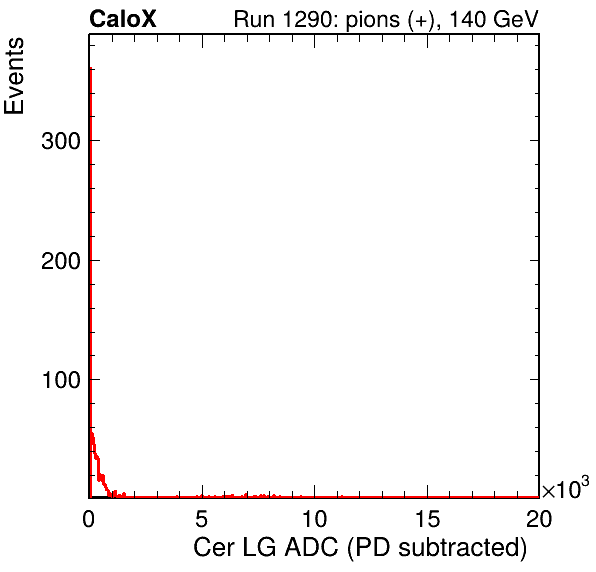 CaloX Run 1290: pions (+), 140 GeV
Events
300
200
100
0 5 10 15 20
×10³
Cer LG ADC (PD subtracted)